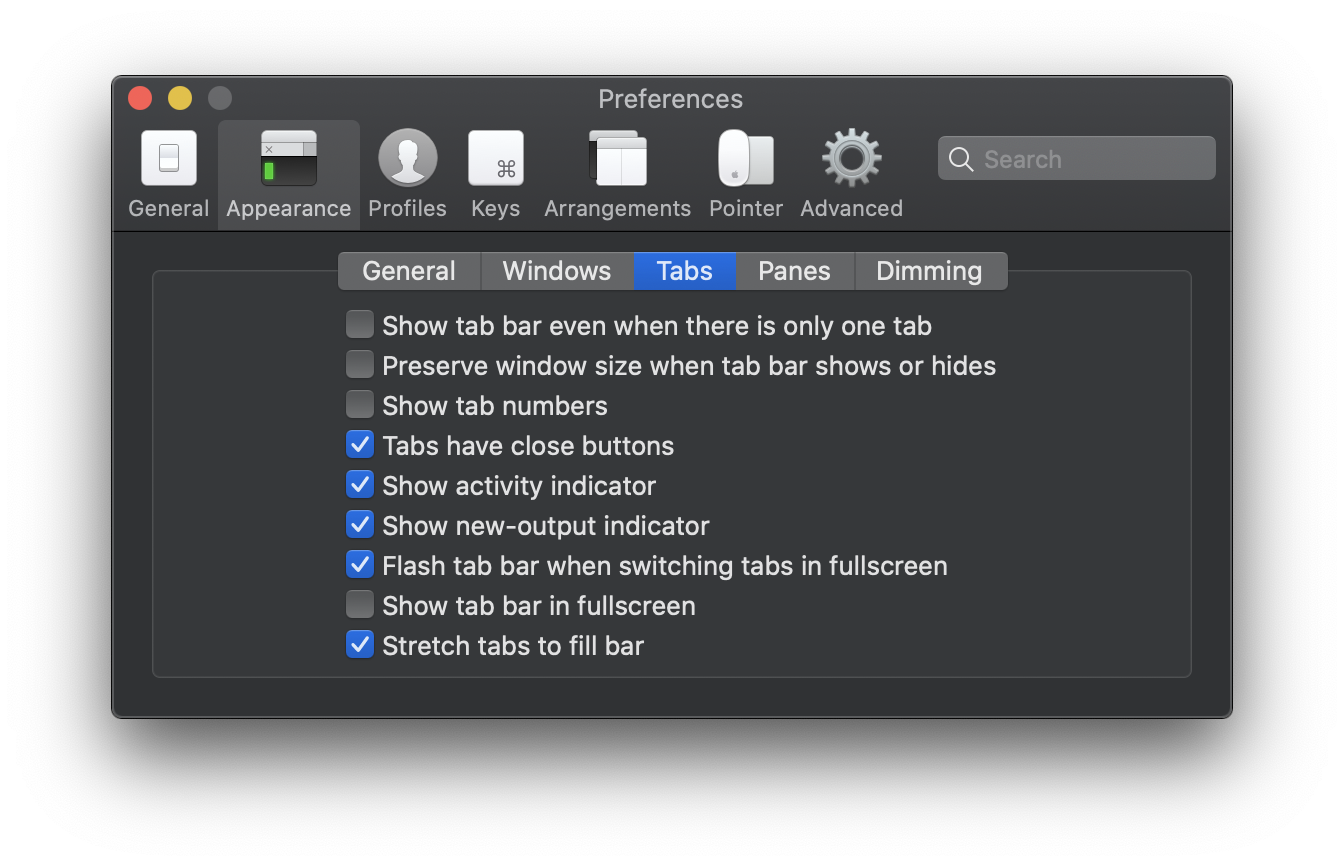 Preferences
General Appearance Profiles Keys Arrangements Pointer Advanced Search
General Windows Tabs Panes Dimming
Show tab bar even when there is only one tab
Preserve window size when tab bar shows or hides
Show tab numbers
Tabs have close buttons
Show activity indicator
Show new-output indicator
Flash tab bar when switching tabs in fullscreen
Show tab bar in fullscreen
Stretch tabs to fill bar